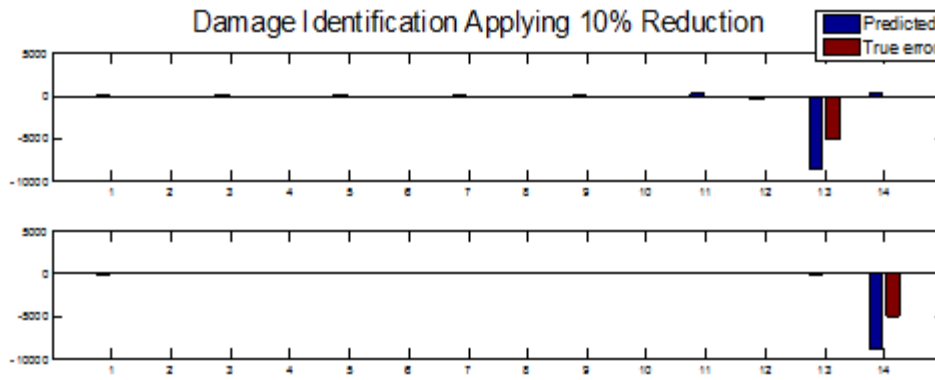 Damage Identification Applying 10% Reduction
Predicted
True error
5000
0
-5000
-10000
1 2 3 4 5 6 7 8 9 10 11 12 13 14
5000
0
-5000
-10000
1 2 3 4 5 6 7 8 9 10 11 12 13 14